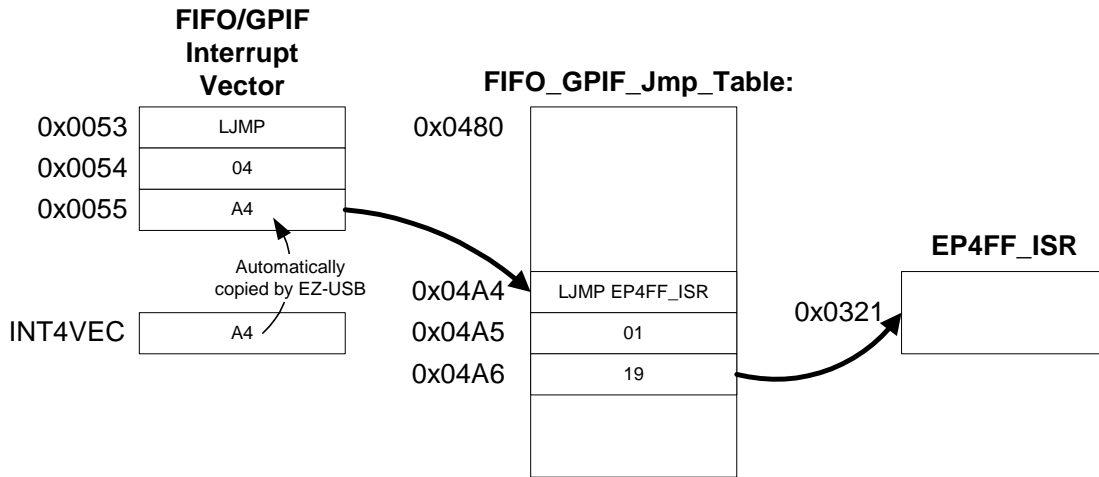 FIFO/GPIF
Interrupt
Vector
0x0053
LJMP
0x0054
04
0x0055
A4
Automatically
copied by EZ-USB
INT4VEC
A4
FIFO_GPIF_Jmp_Table:
0x0480
0x04A4
LJMP EP4FF_ISR
0x04A5
01
0x04A6
19
EP4FF_ISR
0x0321